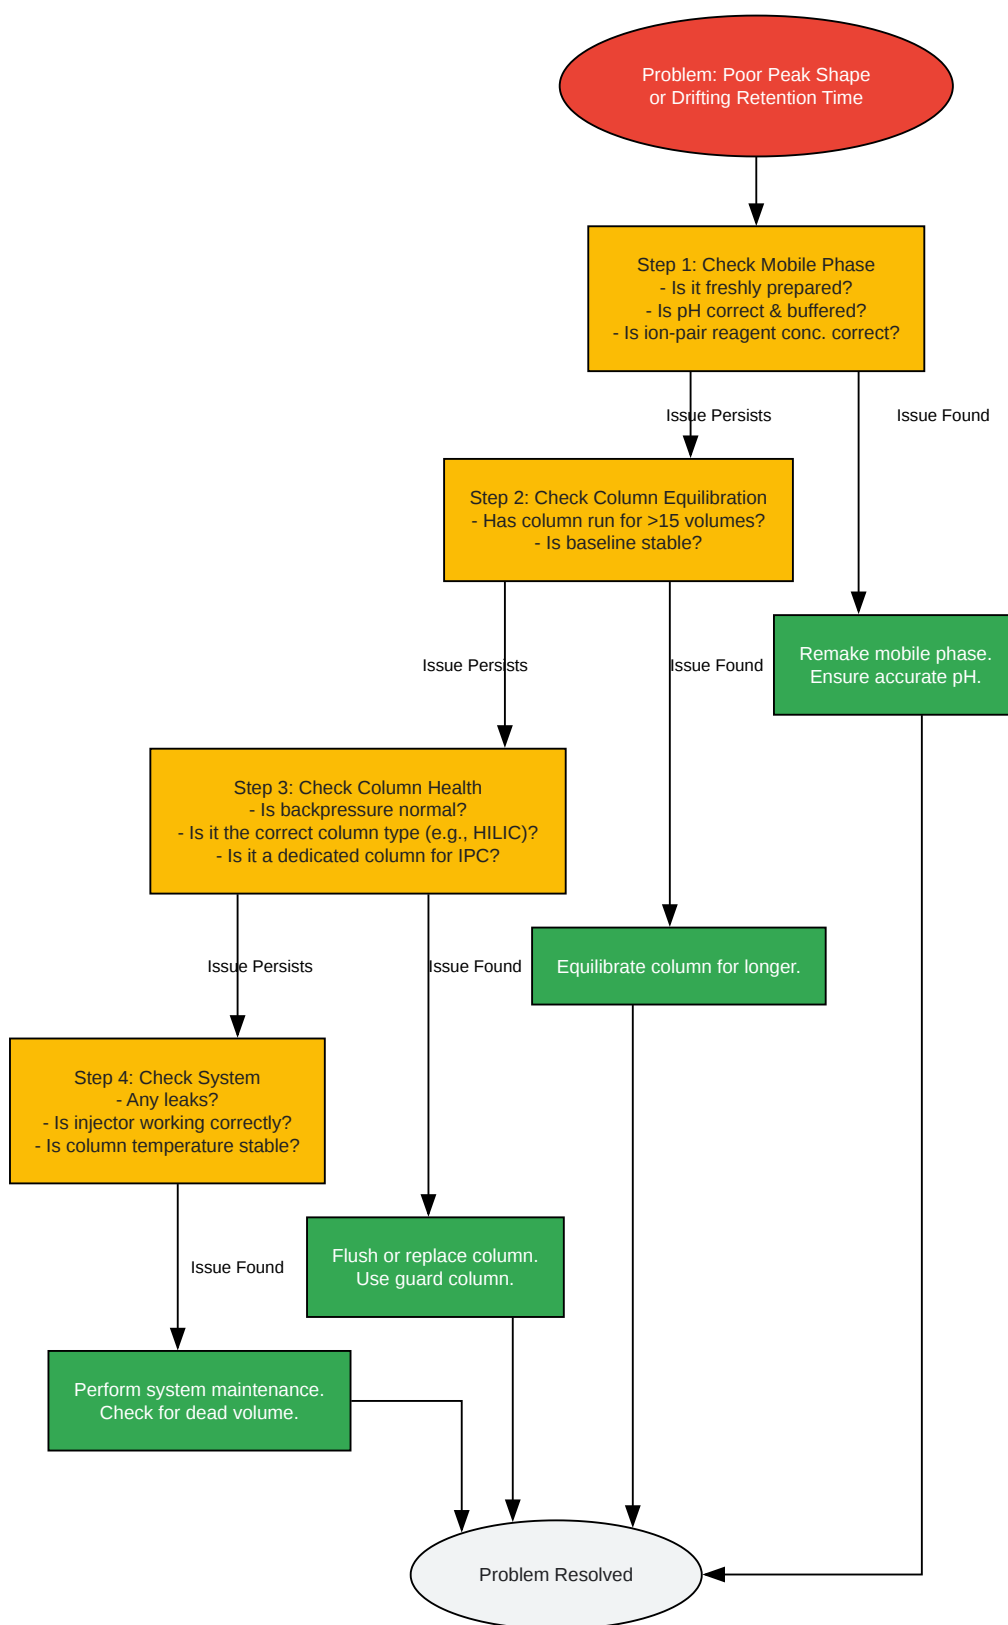 Problem: Poor Peak Shape
or Drifting Retention Time
Step 1: Check Mobile Phase
- Is it freshly prepared?
- Is pH correct & buffered?
- Is ion-pair reagent conc. correct?
Issue Persists
Issue Found
Step 2: Check Column Equilibration
- Has column run for >15 volumes?
- Is baseline stable?
Remake mobile phase.
Ensure accurate pH.
Issue Persists
Issue Found
Step 3: Check Column Health
- Is backpressure normal?
- Is it the correct column type (e.g., HILIC)?
- Is it a dedicated column for IPC?
Issue Persists
Issue Found
Equilibrate column for longer.
Step 4: Check System
- Any leaks?
- Is injector working correctly?
- Is column temperature stable?
Issue Found
Flush or replace column.
Use guard column.
Perform system maintenance.
Check for dead volume.
Problem Resolved